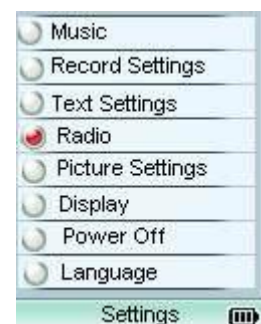 Music
Record Settings
Text Settings
Radio
Picture Settings
Display
Power Off
Language
Settings